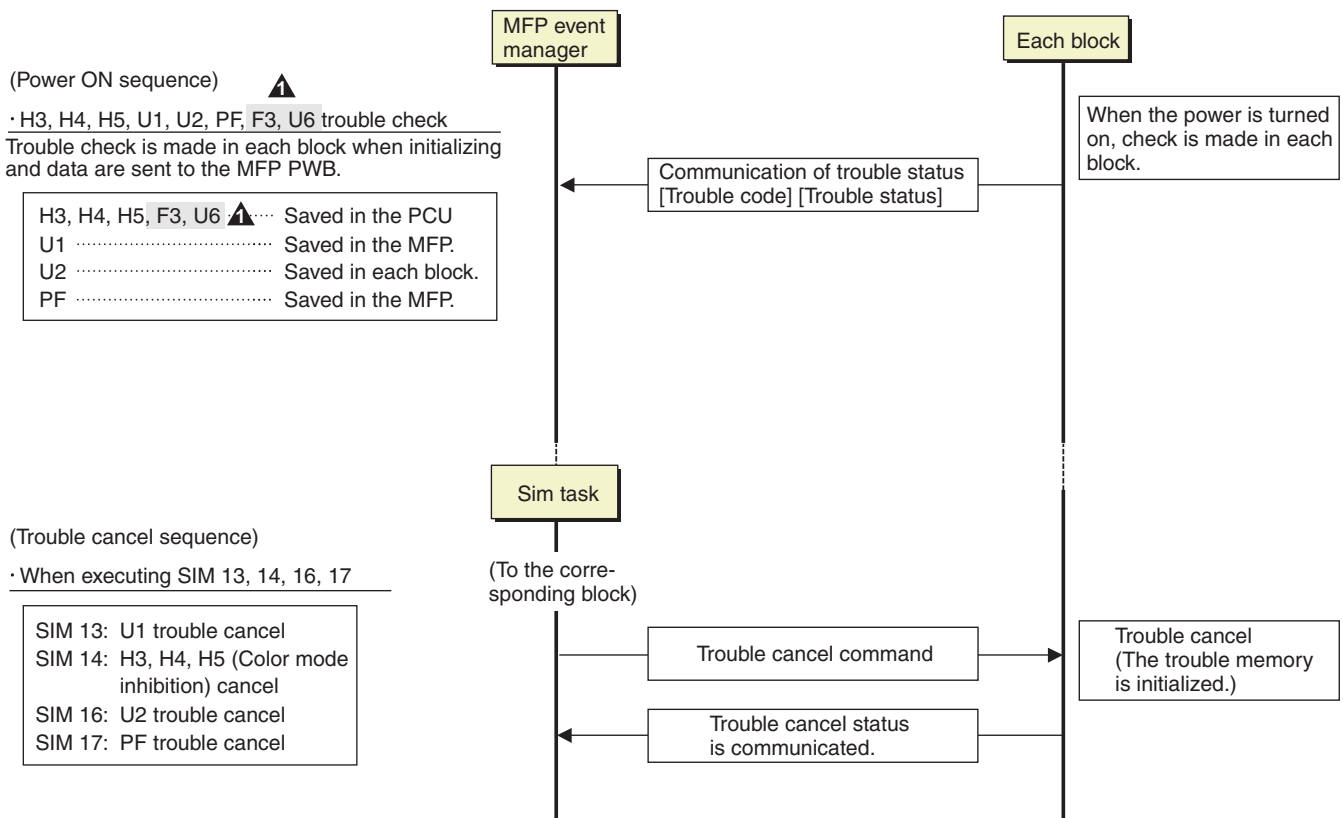 MFP event
manager
Each block
(Power ON sequence)
1
· H3, H4, H5, U1, U2, PF, F3, U6 trouble check
Trouble check is made in each block when initializing
and data are sent to the MFP PWB.
H3, H4, H5, F3, U6 1 ····· Saved in the PCU
U1 ····· Saved in the MFP.
U2 ····· Saved in each block.
PF ····· Saved in the MFP.
Communication of trouble status
[Trouble code] [Trouble status]
When the power is turned
on, check is made in each
block.
Sim task
(Trouble cancel sequence)
· When executing SIM 13, 14, 16, 17
SIM 13: U1 trouble cancel
SIM 14: H3, H4, H5 (Color mode
inhibition) cancel
SIM 16: U2 trouble cancel
SIM 17: PF trouble cancel
(To the corre-
sponding block)
Trouble cancel command
Trouble cancel
(The trouble memory
is initialized.)
Trouble cancel status
is communicated.